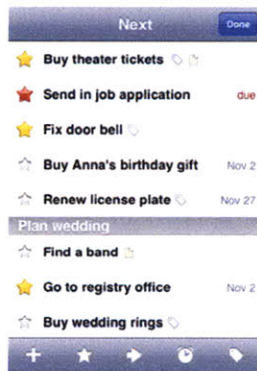 Next Done
Buy theater tickets
Send in job application due
Fix door bell
Buy Anna's birthday gift Nov 2
Renew license plate Nov 27
Plan wedding
Find a band
Go to registry office Nov 2
Buy wedding rings